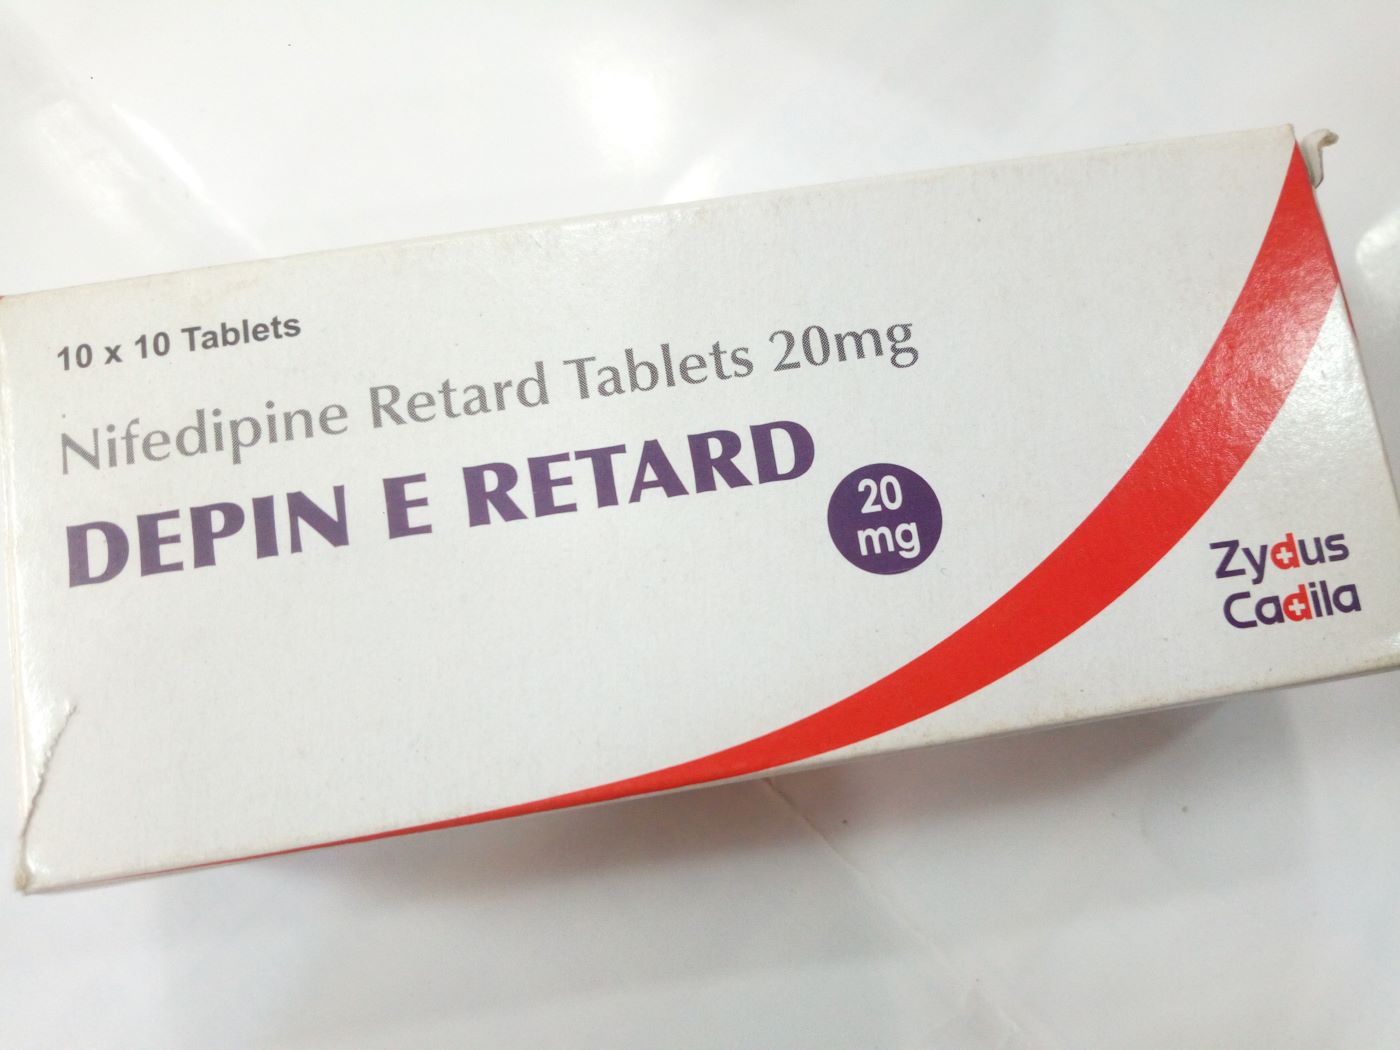 10 x 10 Tablets
Nifedipine Retard Tablets 20mg
DEPIN E RETARD
20
mg
Zydus
Cadila